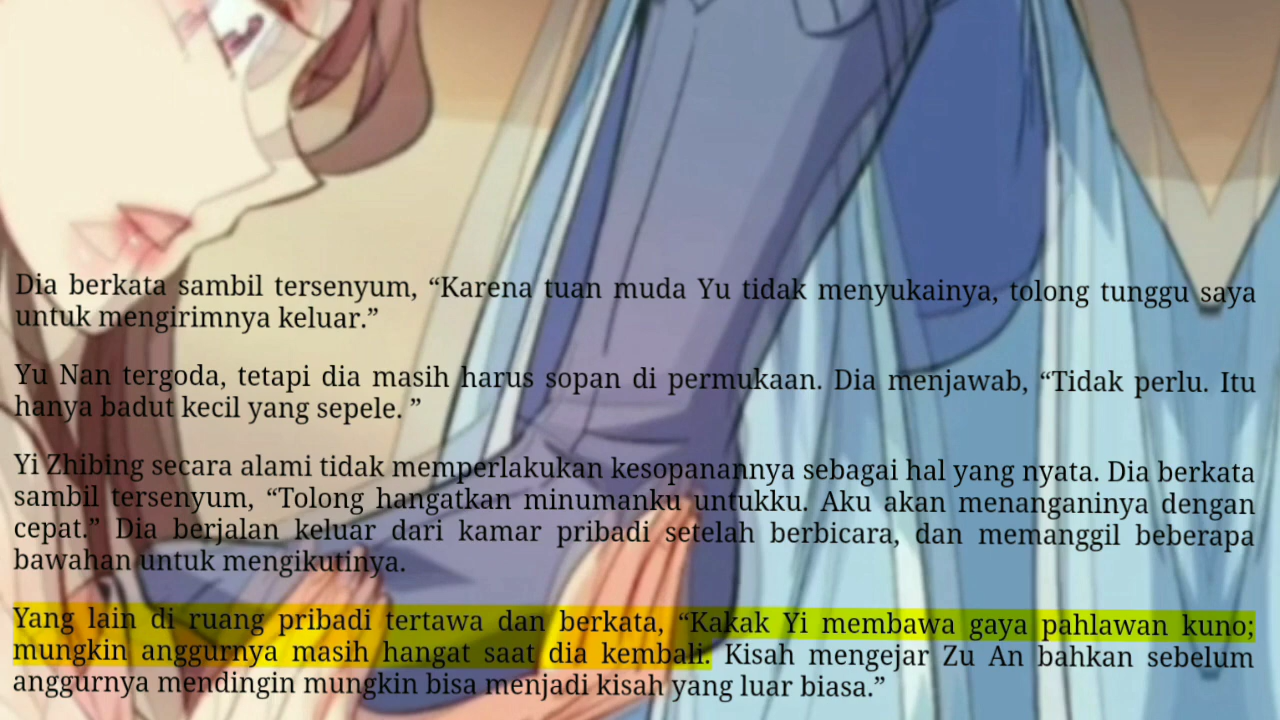 Dia berkata sambil tersenyum, “Karena tuan muda Yu tidak menyukainya, tolong tunggu saya
untuk mengirimnya keluar.”
Yu Nan tergoda, tetapi dia masih harus sopan di permukaan. Dia menjawab, “Tidak perlu. Itu
hanya badut kecil yang sepele. ”
Yi Zhibing secara alami tidak memperlakukan kesopanannya sebagai hal yang nyata. Dia berkata
sambil tersenyum, “Tolong hangatkan minumanku untukku. Aku akan menanganinya dengan
cepat.” Dia berjalan keluar dari kamar pribadi setelah berbicara, dan memanggil beberapa
bawahan untuk mengikutinya.
Yang lain di ruang pribadi tertawa dan berkata, “Kakak Yi membawa gaya pahlawan kuno;
mungkin anggurnya masih hangat saat dia kembali. Kisah mengejar Zu An bahkan sebelum
anggurnya mendingin mungkin bisa menjadi kisah yang luar biasa.”